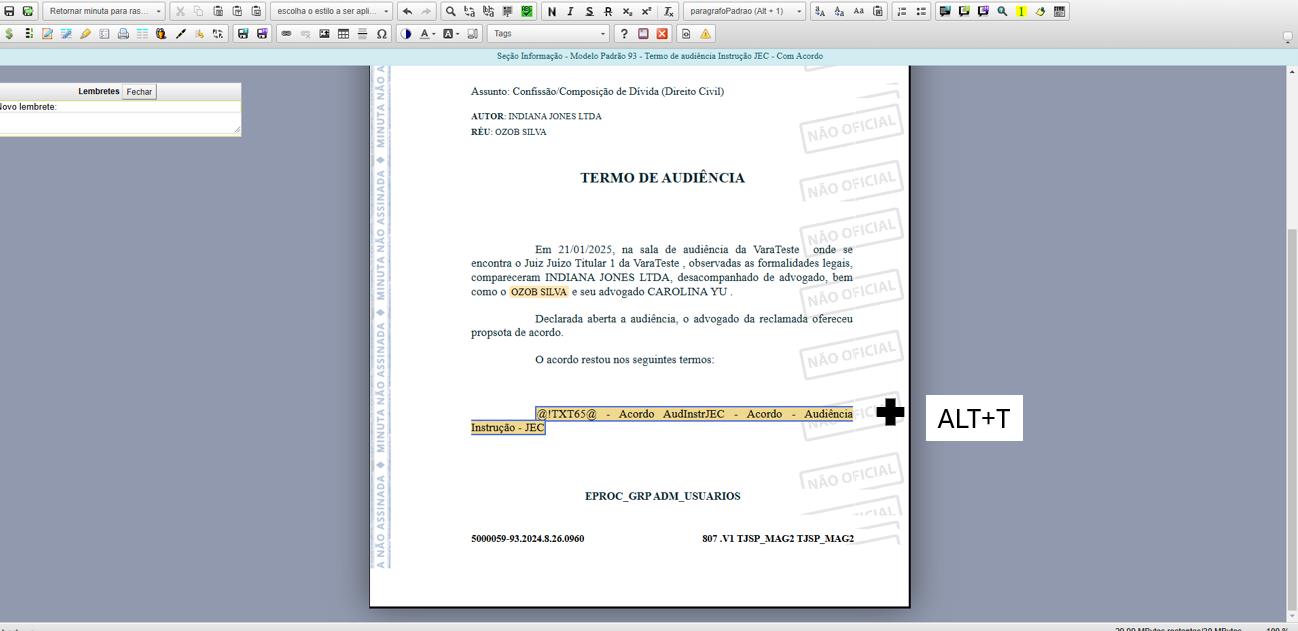 Retornar minuta para ras...
escolha o estilo a ser apli...
paragrafoPadrao (Alt + 1)
Tags
Seção Informação - Modelo Padrão 93 - Termo de audiência Instrução JEC - Com Acordo
Lembretes Fechar
Novo lembrete:
Assunto: Confissão/Composição de Dívida (Direito Civil)
AUTOR: INDIANA JONES LTDA
RÉU: OZOB SILVA
TERMO DE AUDIÊNCIA
Em 21/01/2025, na sala de audiência da VaraTeste onde se
encontra o Juiz Juízo Titular 1 da VaraTeste , observadas as formalidades legais,
compareceram INDIANA JONES LTDA, desacompanhado de advogado, bem
como o OZOB SILVA e seu advogado CAROLINA YU .
Declarada aberta a audiência, o advogado da reclamada ofereceu
propsota de acordo.
O acordo restou nos seguintes termos:
@!TXT65@ - Acordo AudInstrJEC - Acordo - Audiência
Instrução - JEC
ALT+T
EPROC_GRP ADM_USUARIOS
5000059-93.2024.8.26.0960
807 .V1 TJSP_MAG2 TJSP_MAG2
MINUTA NÃO A
MINUTA NÃO ASSINADA
MINUTA NÃO ASSINADA
A NÃO ASSINADA
NÃO OFICIAL
NÃO OFICIAL
NÃO OFICIAL
NÃO OFICIAL
NÃO OFICIAL
NÃO OFICIAL
NÃO OFICIAL